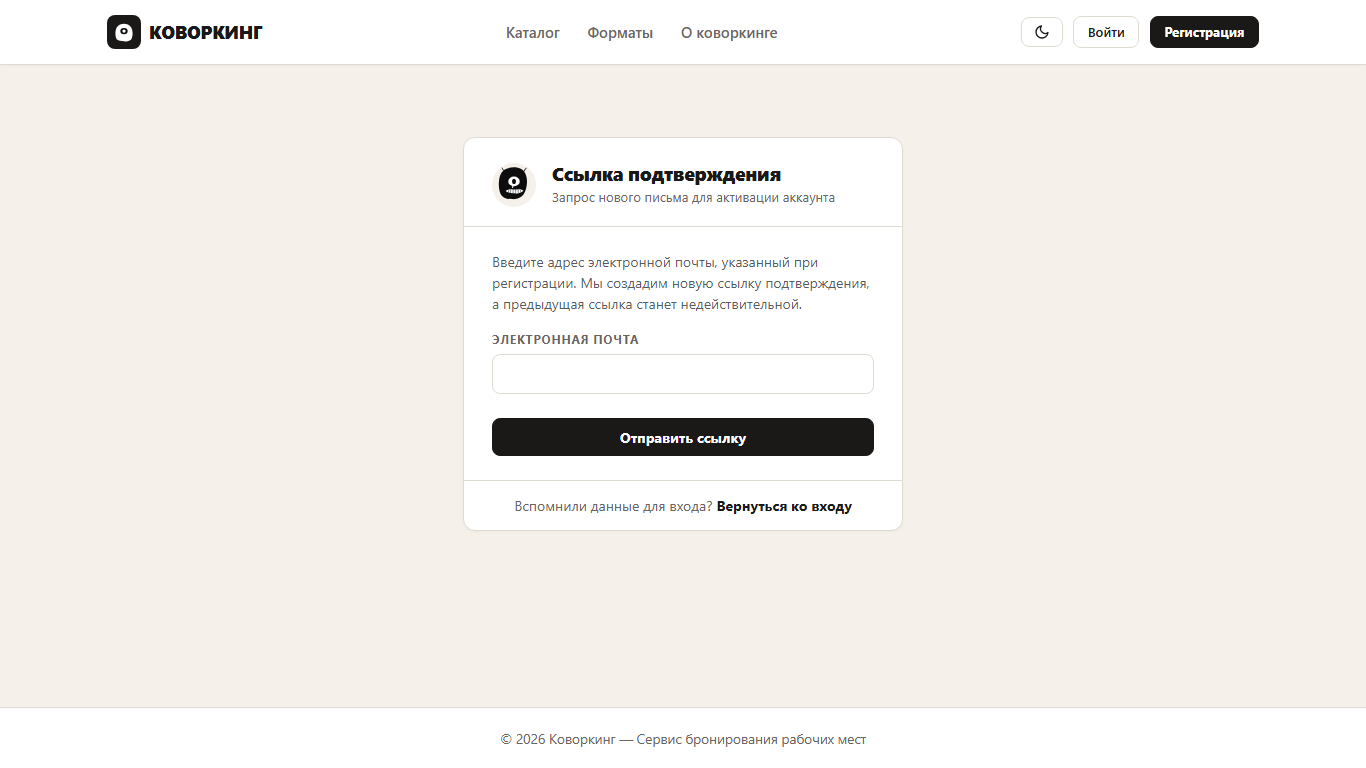 КОВОРКИНГ
Каталог
Форматы
О коворкинге
Войти
Регистрация
Ссылка подтверждения
Запрос нового письма для активации аккаунта
Введите адрес электронной почты, указанный при
регистрации. Мы создадим новую ссылку подтверждения,
а предыдущая ссылка станет недействительной.
ЭЛЕКТРОННАЯ ПОЧТА
Отправить ссылку
Вспомнили данные для входа? Вернуться ко входу
© 2026 Коворкинг — Сервис бронирования рабочих мест